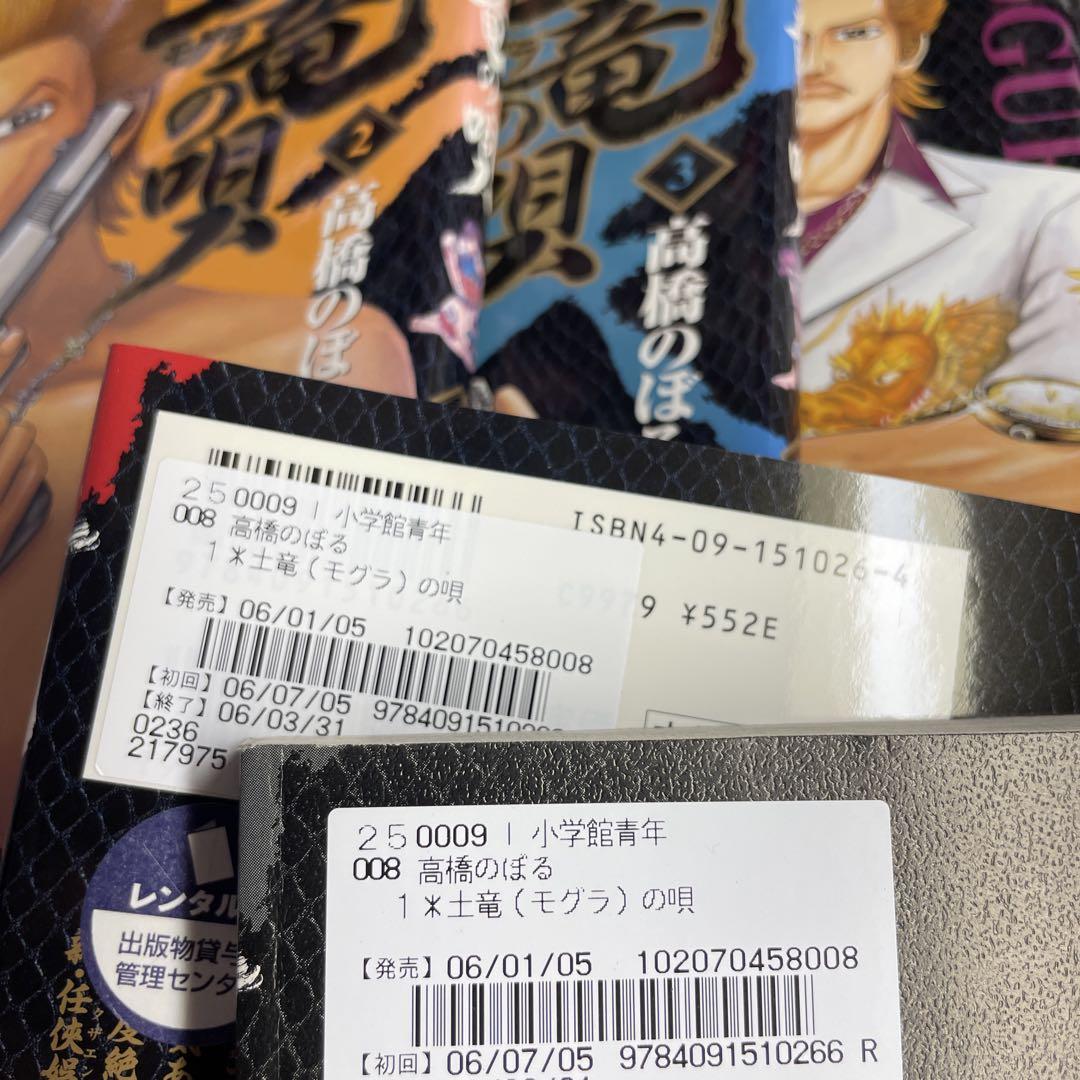 竜の唄
2
高橋のぼ
竜の唄
3
高橋のぼる
GU
ISBN4-09-151026-4
9 ¥552E
250009 | 小学館青年
008 高橋のぼる
1*土竜(モグラ)の唄
【発売】06/01/05 102070458008
【初回】06/07/05
【終了】06/03/31
0236
217975
レンタル
出版物貸与
管理センタ
250009 | 小学館青年
008 高橋のぼる
1*土竜(モグラ)の唄
【発売】06/01/05 102070458008
【初回】06/07/05 9784091510266 R